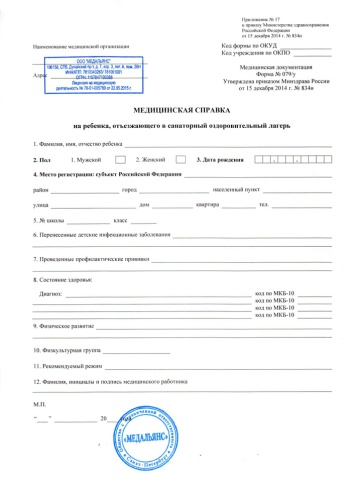 Приложение № 17
к приказу Министерства здравоохранения
Российской Федерации
от 15 декабря 2014 г. № 834н
Наименование медицинской организации
Код формы по ОКУД
Код учреждения по ОКПО
ООО "МЕДАЛЬЯНС"
Адрес
Медицинская документация
Форма № 079/у
Утверждена приказом Минздрава России
от 15 декабря 2014 г. № 834н
МЕДИЦИНСКАЯ СПРАВКА
на ребенка, отъезжающего в санаторный оздоровительный лагерь
1. Фамилия, имя, отчество ребенка
2. Пол 1. Мужской 2. Женский 3. Дата рождения
4. Место регистрации: субъект Российской Федерации
район город населенный пункт
улица дом квартира тел.
5. № школы класс
6. Перенесенные детские инфекционные заболевания
7. Проведенные профилактические прививки
8. Состояние здоровья:
Диагноз: код по МКБ-10
код по МКБ-10
код по МКБ-10
код по МКБ-10
9. Физическое развитие
10. Физкультурная группа
11. Рекомендуемый режим
12. Фамилия, инициалы и подпись медицинского работника
М.П.
"___" 20
«МЕДАЛЬЯНС»